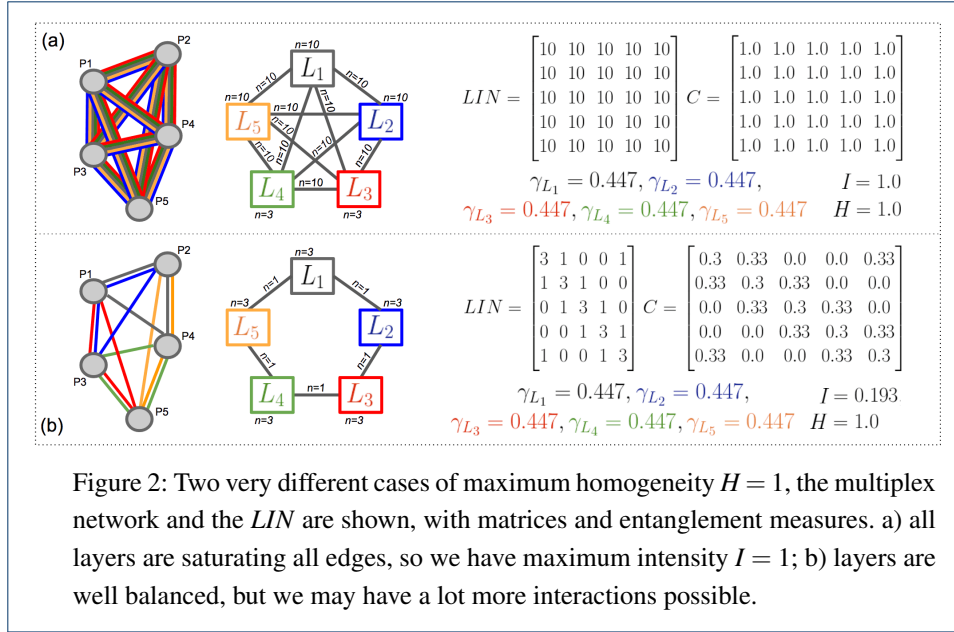 (a)
P1
P2
P3
P4
P5
L₁
L₂
L₃
L₄
L₅
n=10
n=10
n=10
n=10
n=10
n=10
n=10
n=10
n=10
n=10
n=10
n=3
n=3
LIN =
10 10 10 10 10
10 10 10 10 10
10 10 10 10 10
10 10 10 10 10
10 10 10 10 10
C =
1.0 1.0 1.0 1.0 1.0
1.0 1.0 1.0 1.0 1.0
1.0 1.0 1.0 1.0 1.0
1.0 1.0 1.0 1.0 1.0
1.0 1.0 1.0 1.0 1.0
γL₁ = 0.447, γL₂ = 0.447, I = 1.0
γL₃ = 0.447, γL₄ = 0.447, γL₅ = 0.447 H = 1.0
(b)
P1
P2
P3
P4
P5
L₁
L₂
L₃
L₄
L₅
n=3
n=1
n=1
n=3
n=3
n=1
n=1
n=1
n=3
n=3
LIN =
3 1 0 0 1
1 3 1 0 0
0 1 3 1 0
0 0 1 3 1
1 0 0 1 3
C =
0.3 0.33 0.0 0.0 0.33
0.33 0.3 0.33 0.0 0.0
0.0 0.33 0.3 0.33 0.0
0.0 0.0 0.33 0.3 0.33
0.33 0.0 0.0 0.33 0.3
γL₁ = 0.447, γL₂ = 0.447, I = 0.193
γL₃ = 0.447, γL₄ = 0.447, γL₅ = 0.447 H = 1.0
Figure 2: Two very different cases of maximum homogeneity H = 1, the multiplex
network and the LIN are shown, with matrices and entanglement measures. a) all
layers are saturating all edges, so we have maximum intensity I = 1; b) layers are
well balanced, but we may have a lot more interactions possible.